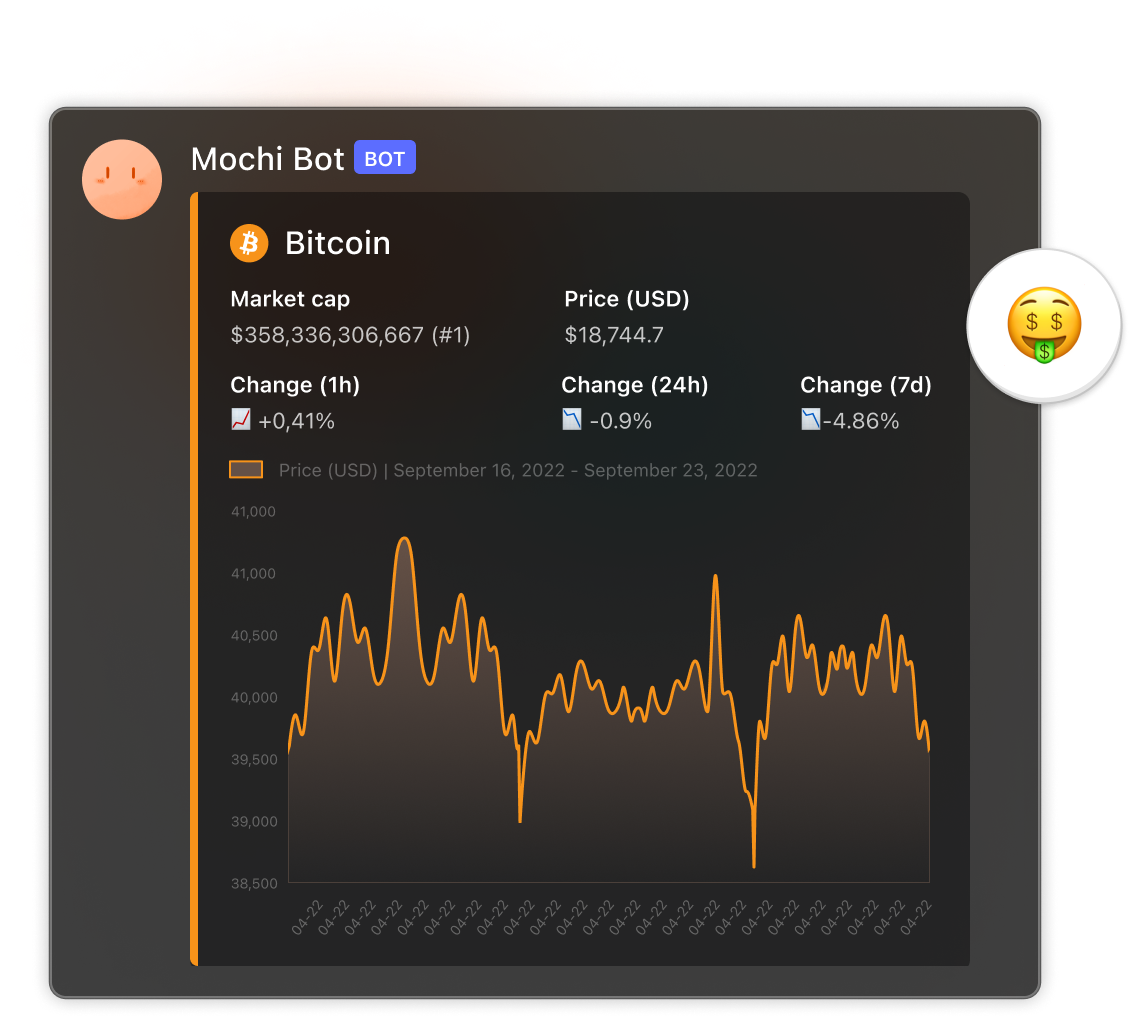 Mochi Bot BOT
Bitcoin
Market cap Price (USD)
$358,336,306,667 (#1) $18,744.7
Change (1h) Change (24h) Change (7d)
+0,41% -0.9% -4.86%
Price (USD) | September 16, 2022 - September 23, 2022
41,000
41,000
40,500
40,000
39,500
39,000
38,500
04-22 04-22 04-22 04-22 04-22 04-22 04-22 04-22 04-22 04-22 04-22 04-22 04-22 04-22 04-22 04-22 04-22 04-22 04-22 04-22 04-22 04-22 04-22 04-22
$ $
$